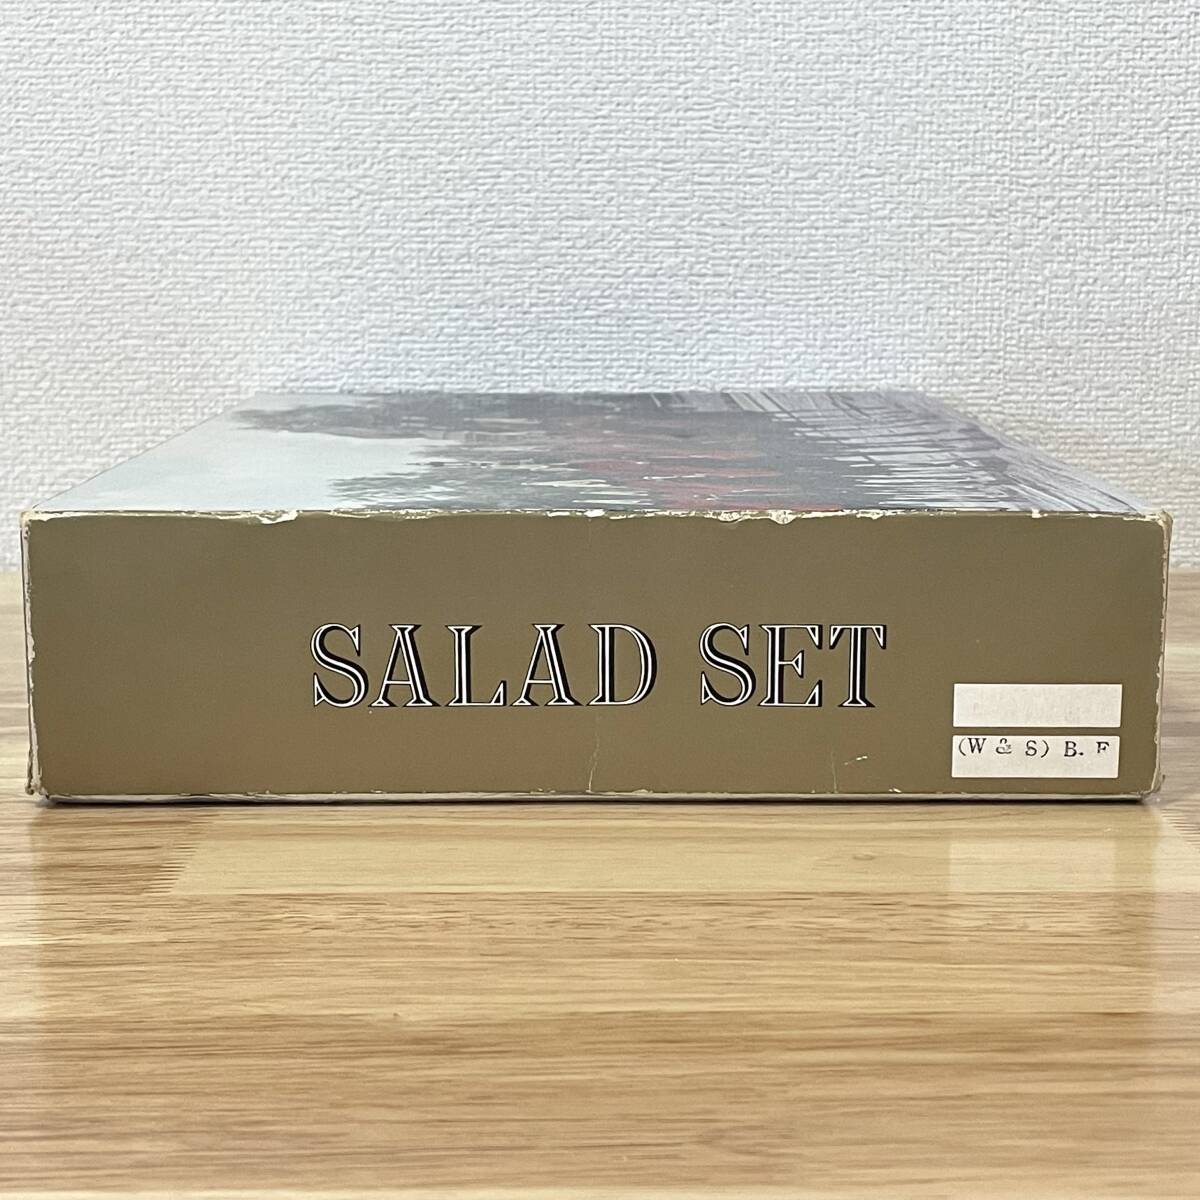 SALAD SET
(W & S) B. F